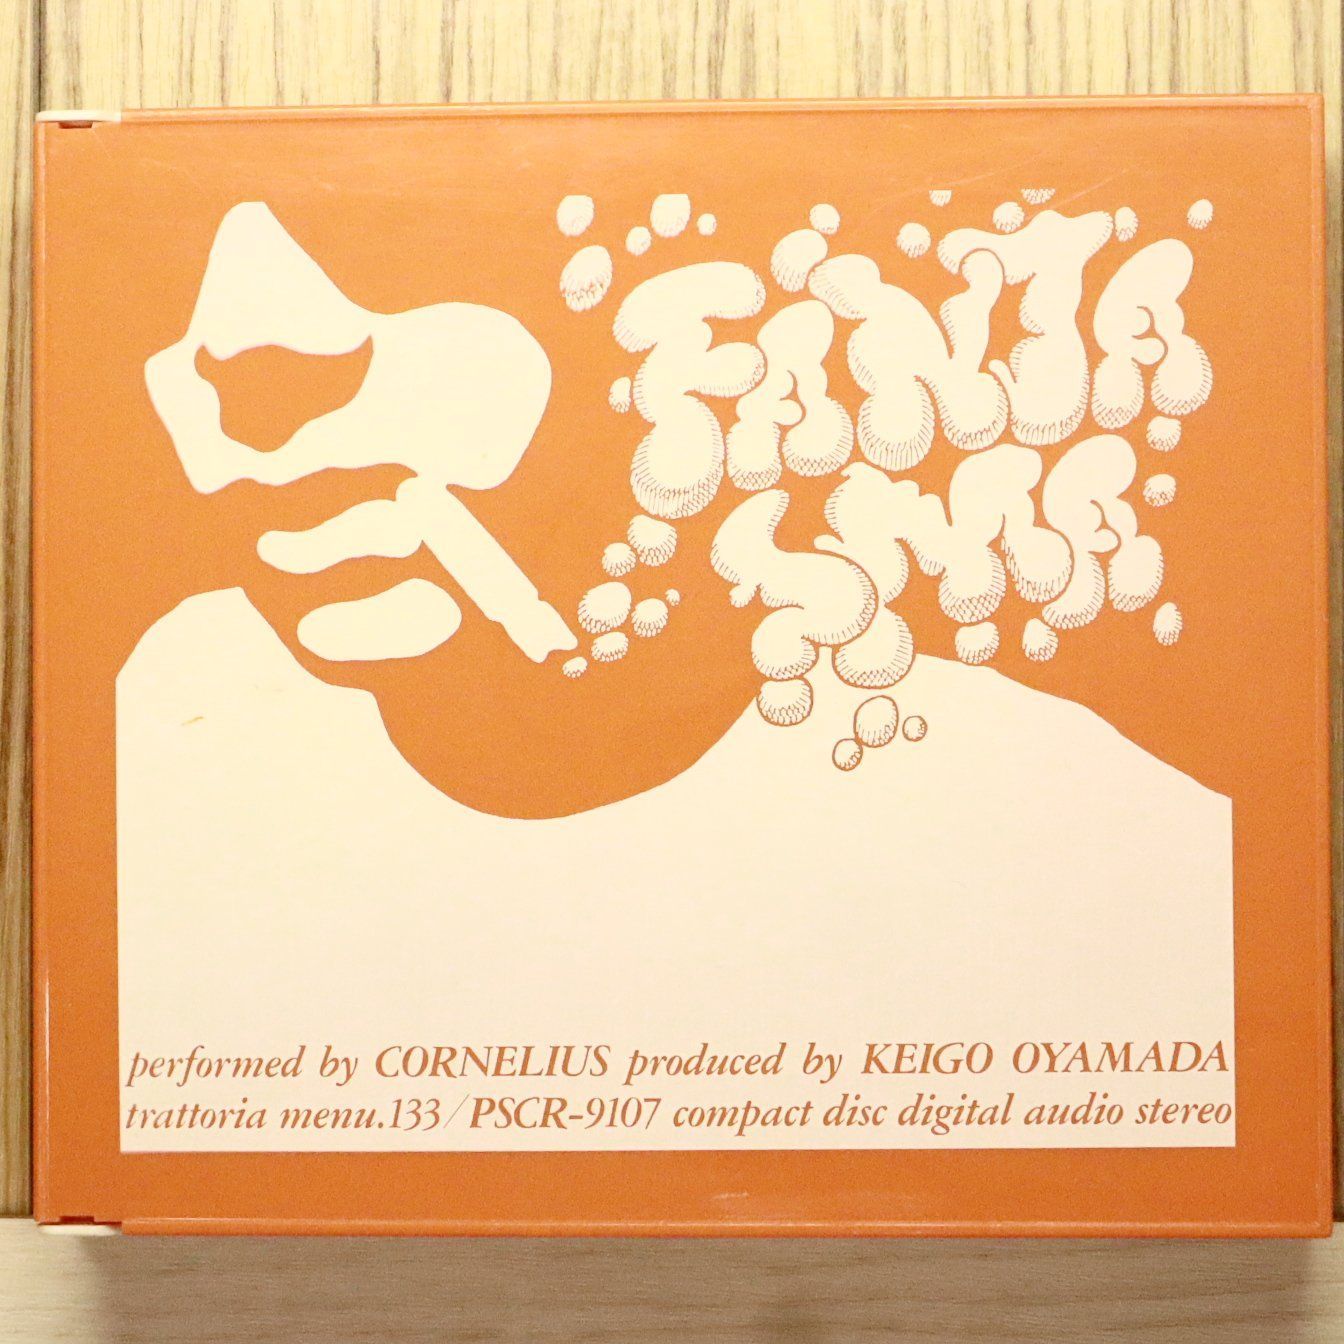 FANTA
SMA
performed by CORNELIUS produced by KEIGO OYAMADA
trattoria menu.133/PSCR-9107 compact disc digital audio stereo